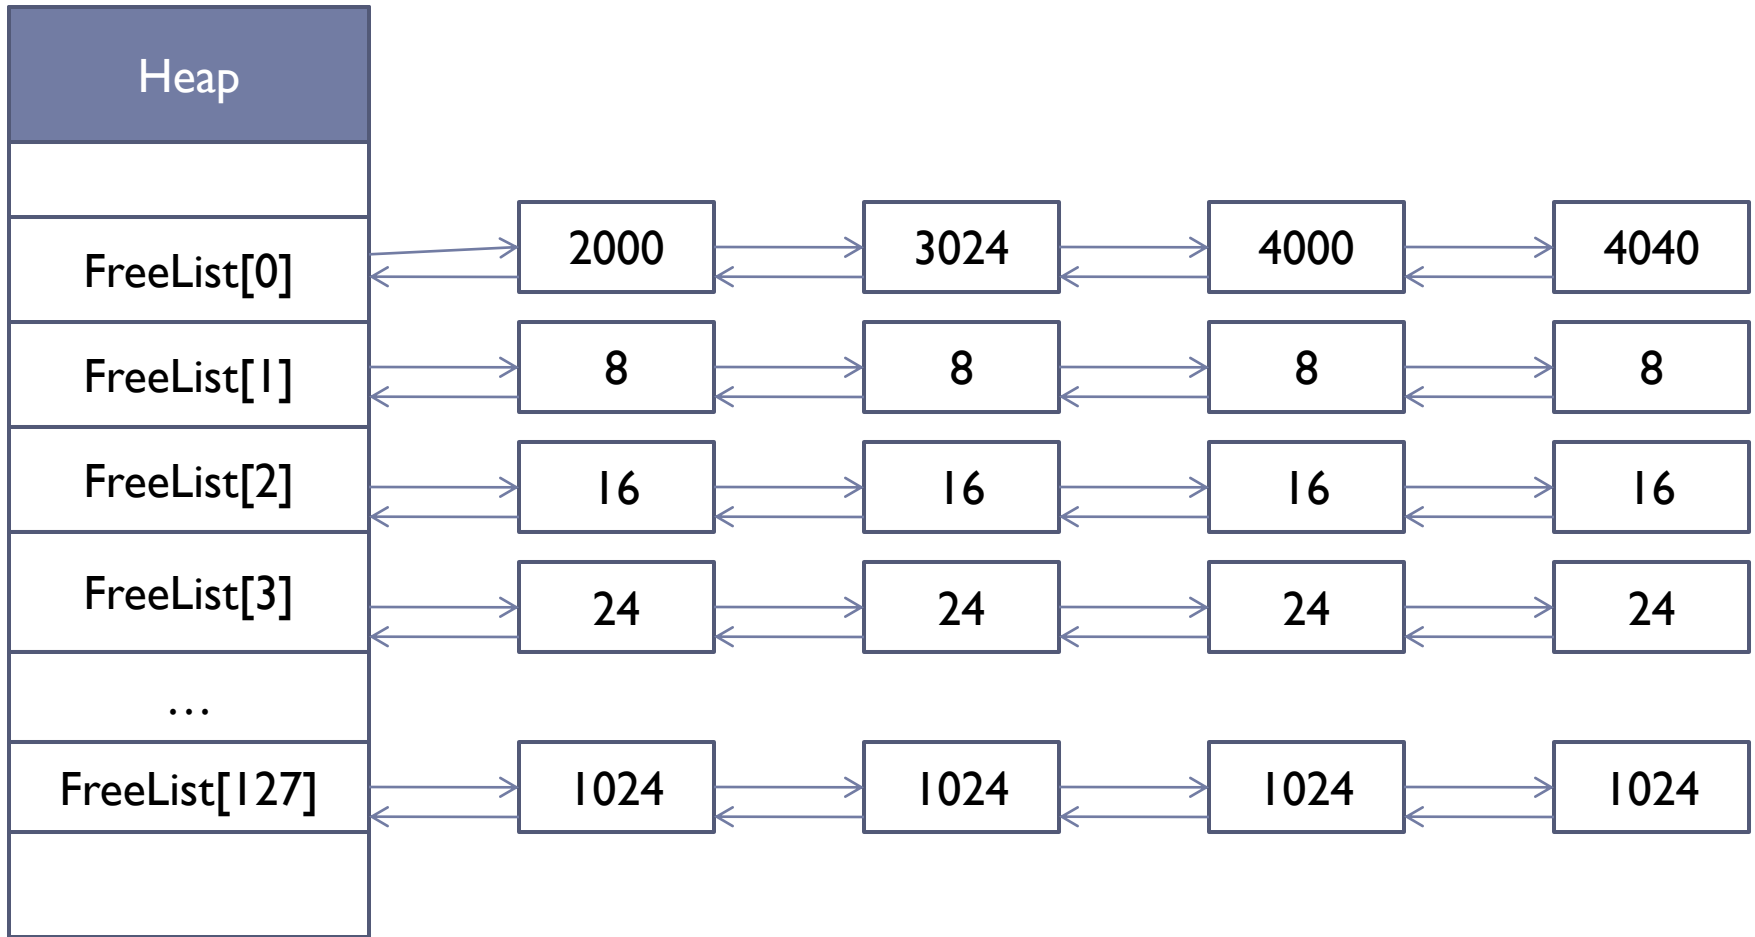 Heap
FreeList[0] 2000 3024 4000 4040
FreeList[1] 8 8 8 8
FreeList[2] 16 16 16 16
FreeList[3] 24 24 24 24
…
FreeList[127] 1024 1024 1024 1024